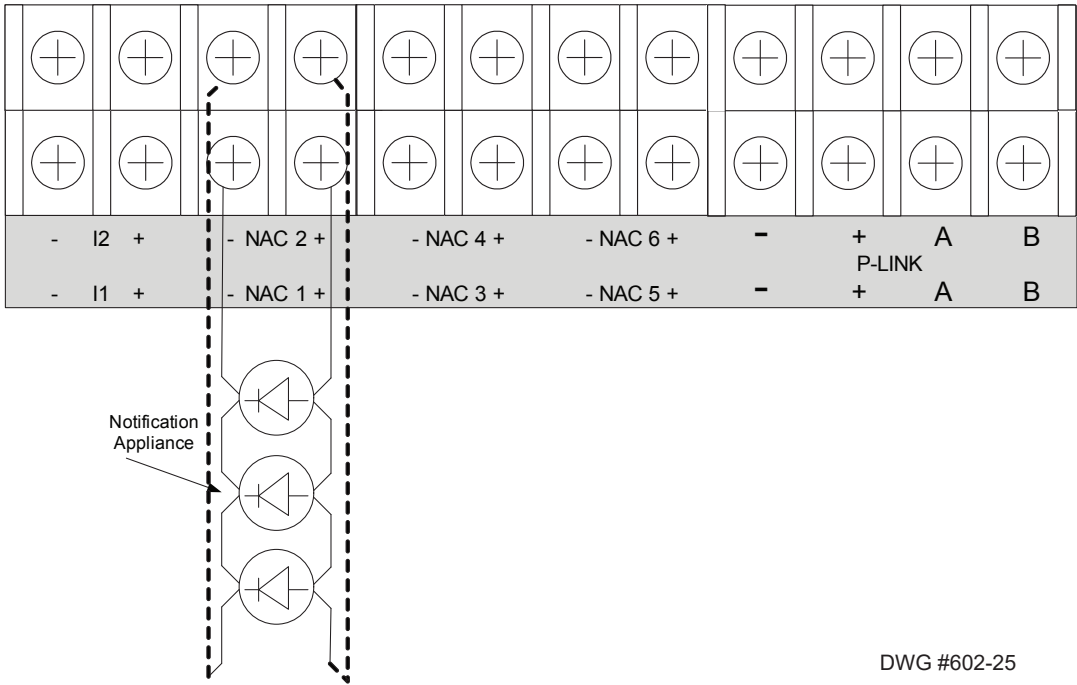 - I2 + - NAC 2 + - NAC 4 + - NAC 6 + - + A B
P-LINK
- I1 + - NAC 1 + - NAC 3 + - NAC 5 + - + A B
Notification
Appliance
DWG #602-25